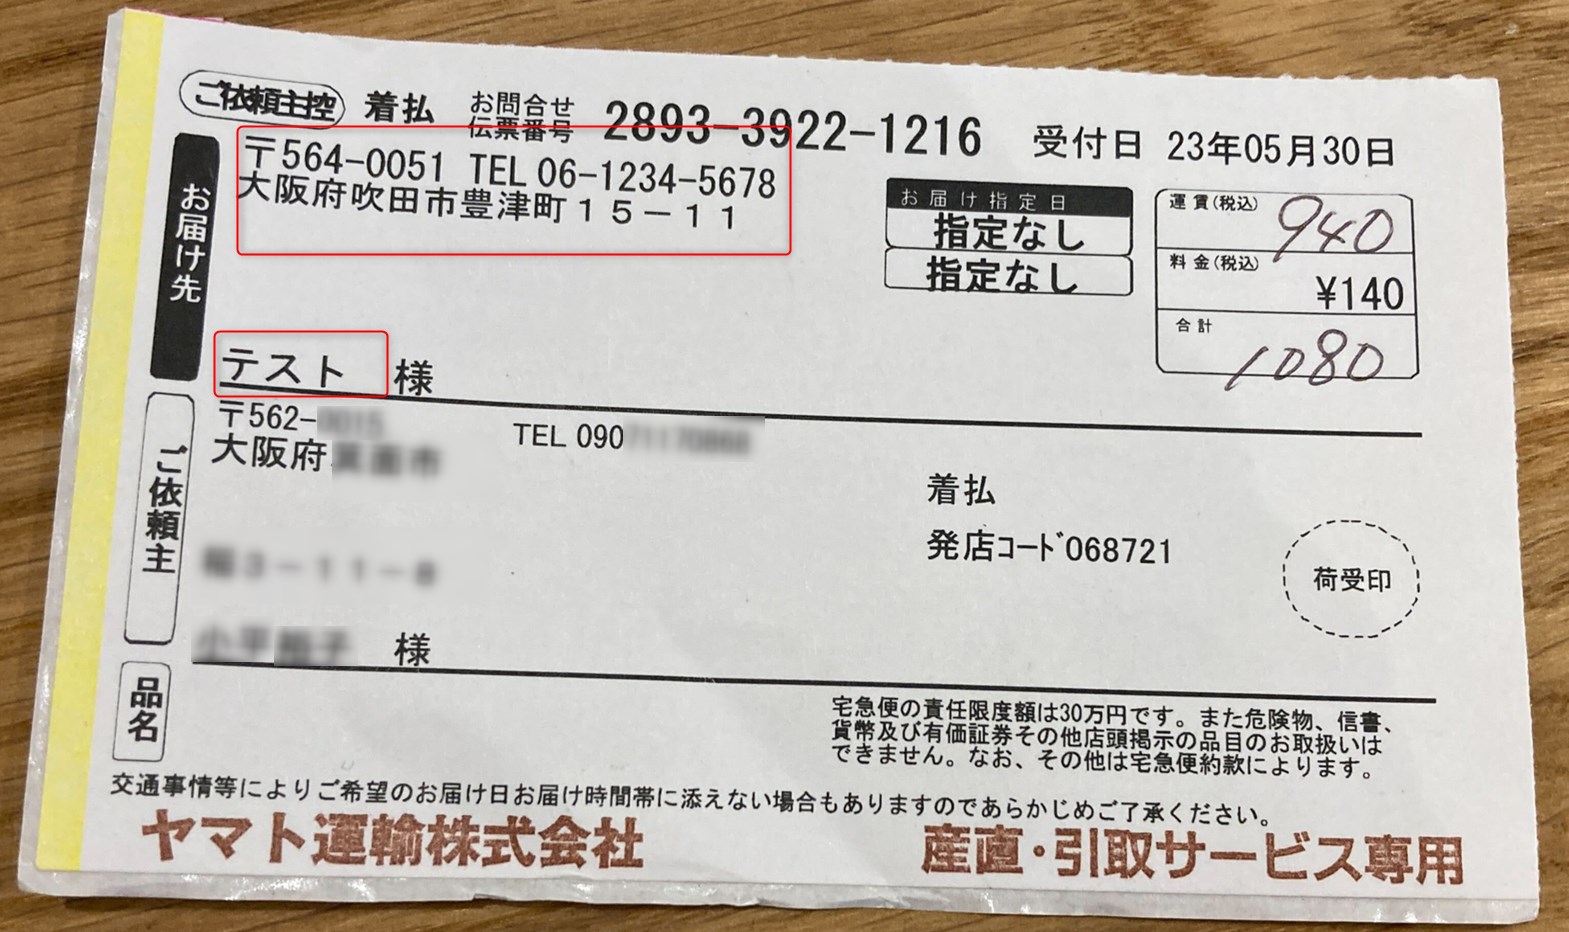 ご依頼主控 着払 お問合せ伝票番号 2893-3922-1216 受付日 23年05月30日
お届け先
〒564-0051 TEL 06-1234-5678
大阪府吹田市豊津町15-11
お届け指定日
指定なし
指定なし
運賃(税込) 940
料金(税込) ¥140
合計 1080
テスト 様
ご依頼主
〒562-
TEL 090
大阪府
着払
発店コード068721
荷受印
様
品名
宅急便の責任限度額は30万円です。また危険物、信書、
貨幣及び有価証券その他店頭掲示の品目のお取扱いは
できません。なお、その他は宅急便約款によります。
交通事情等によりご希望のお届け日お届け時間帯に添えない場合もありますのであらかじめご了承ください。
ヤマト運輸株式会社 産直・引取サービス専用